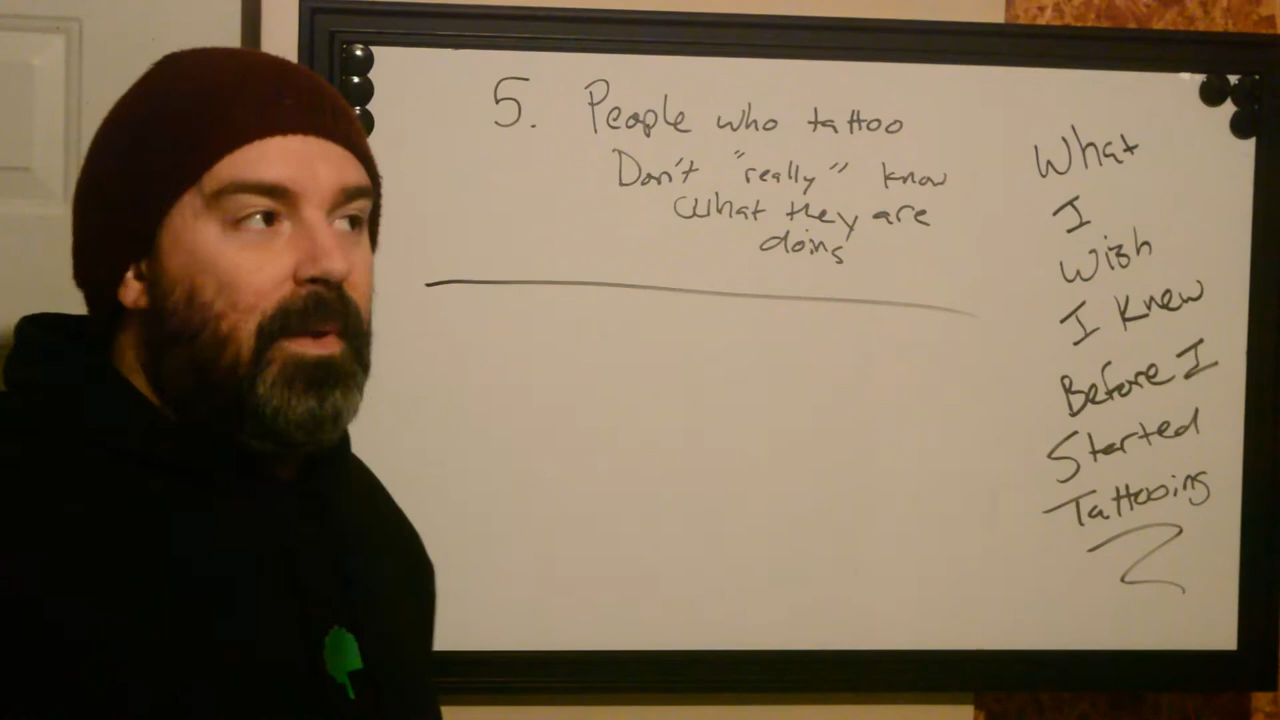 5. People who tattoo
Don't "really" know
what they are
doing
What
I
Wish
I Knew
Before I
Started
Tattooing